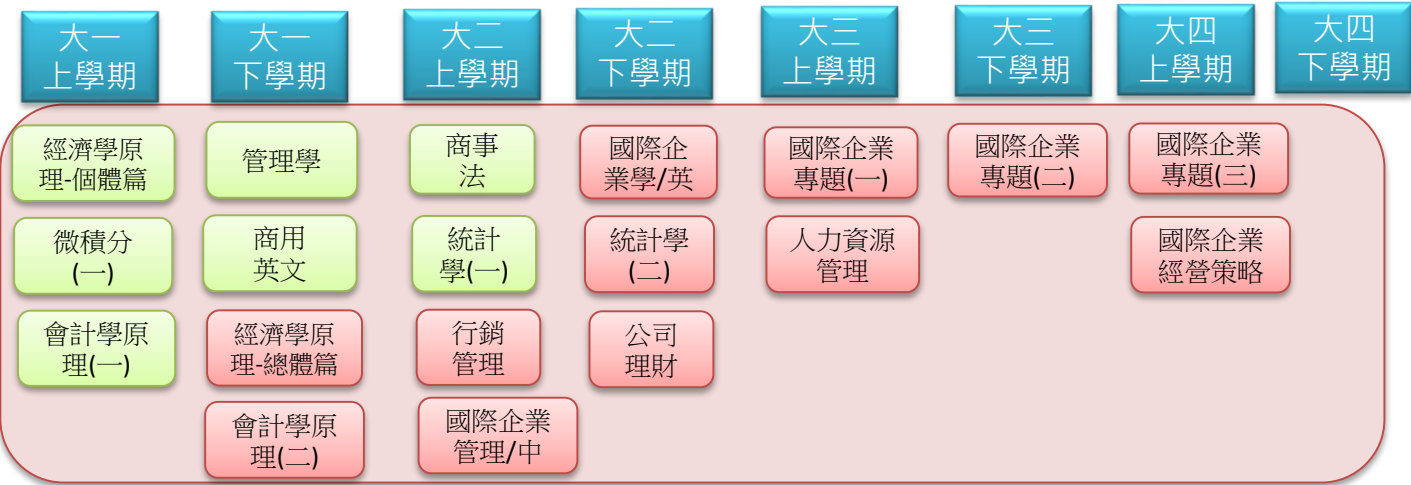 大一
上學期
大一
下學期
大二
上學期
大二
下學期
大三
上學期
大三
下學期
大四
上學期
大四
下學期
經濟學原
理-個體篇
管理學
商事
法
國際企
業學/英
國際企業
專題(一)
國際企業
專題(二)
國際企業
專題(三)
微積分
(一)
商用
英文
統計
學(一)
統計學
(二)
人力資源
管理
國際企業
經營策略
會計學原
理(一)
經濟學原
理-總體篇
行銷
管理
公司
理財
會計學原
理(二)
國際企業
管理/中